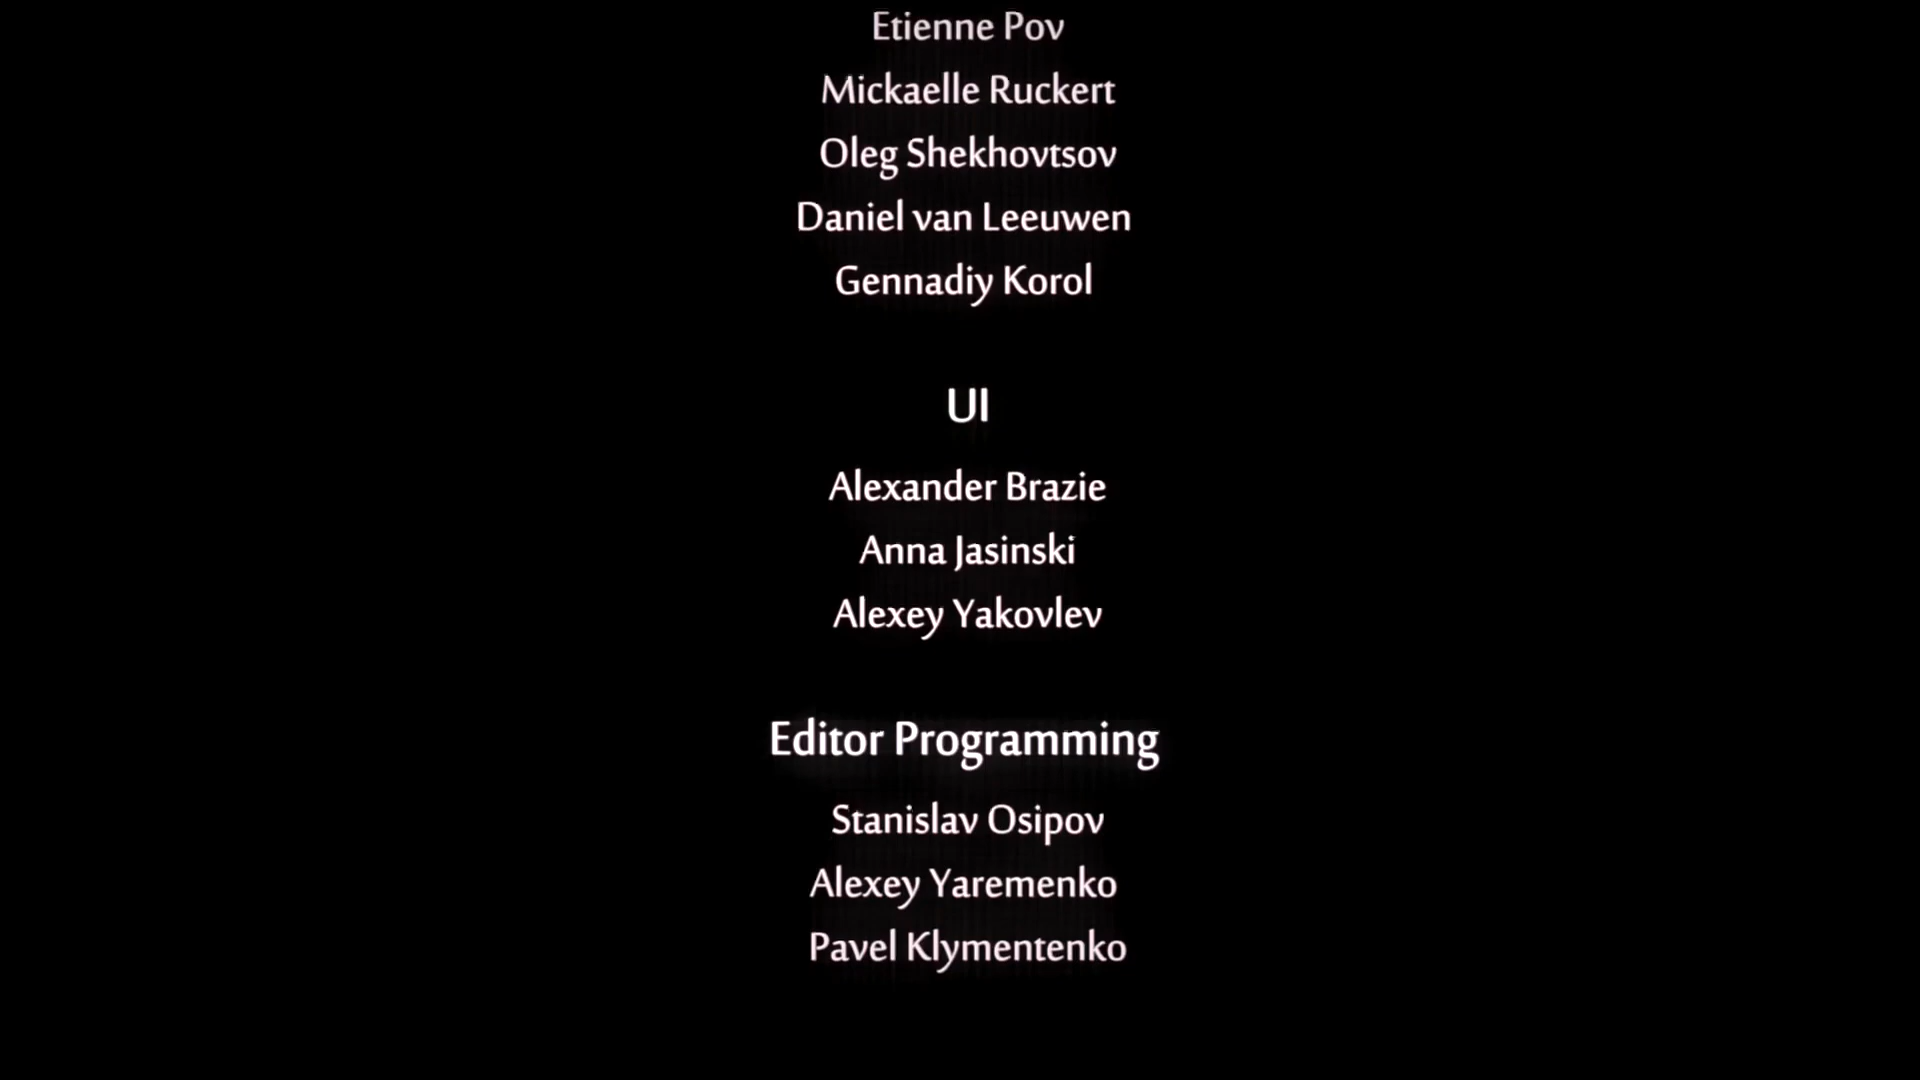 Etienne Pov
Mickaelle Ruckert
Oleg Shekhovtsov
Daniel van Leeuwen
Gennadiy Korol
UI
Alexander Brazie
Anna Jasinski
Alexey Yakovlev
Editor Programming
Stanislav Osipov
Alexey Yaremenko
Pavel Klymentenko